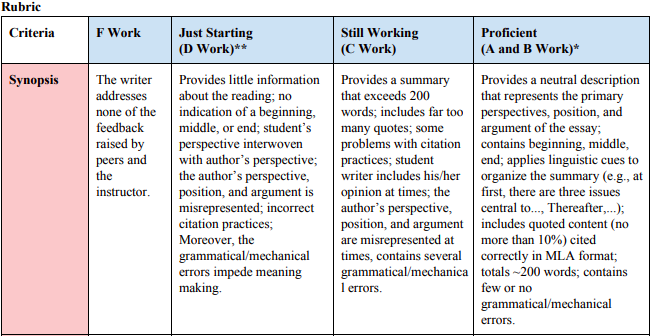 Rubric
Criteria
F Work
Just Starting
(D Work)**
Still Working
(C Work)
Proficient
(A and B Work)*
Synopsis
The writer
addresses
none of the
feedback
raised by
peers and
the
instructor.
Provides little information
about the reading; no
indication of a beginning,
middle, or end; student's
perspective interwoven
with author's perspective;
the author's perspective,
position, and argument is
misrepresented; incorrect
citation practices;
Moreover, the
grammatical/mechanical
errors impede meaning
making.
Provides a summary
that exceeds 200
words; includes far too
many quotes; some
problems with citation
practices; student
writer includes his/her
opinion at times; the
author's perspective,
position, and argument
are misrepresented at
times, contains several
grammatical/mechanica
l errors.
Provides a neutral description
that represents the primary
perspectives, position, and
argument of the essay;
contains beginning, middle,
end; applies linguistic cues to
organize the summary (e.g., at
first, there are three issues
central to..., Thereafter,...);
includes quoted content (no
more than 10%) cited
correctly in MLA format;
totals ~200 words; contains
few or no
grammatical/mechanical
errors.